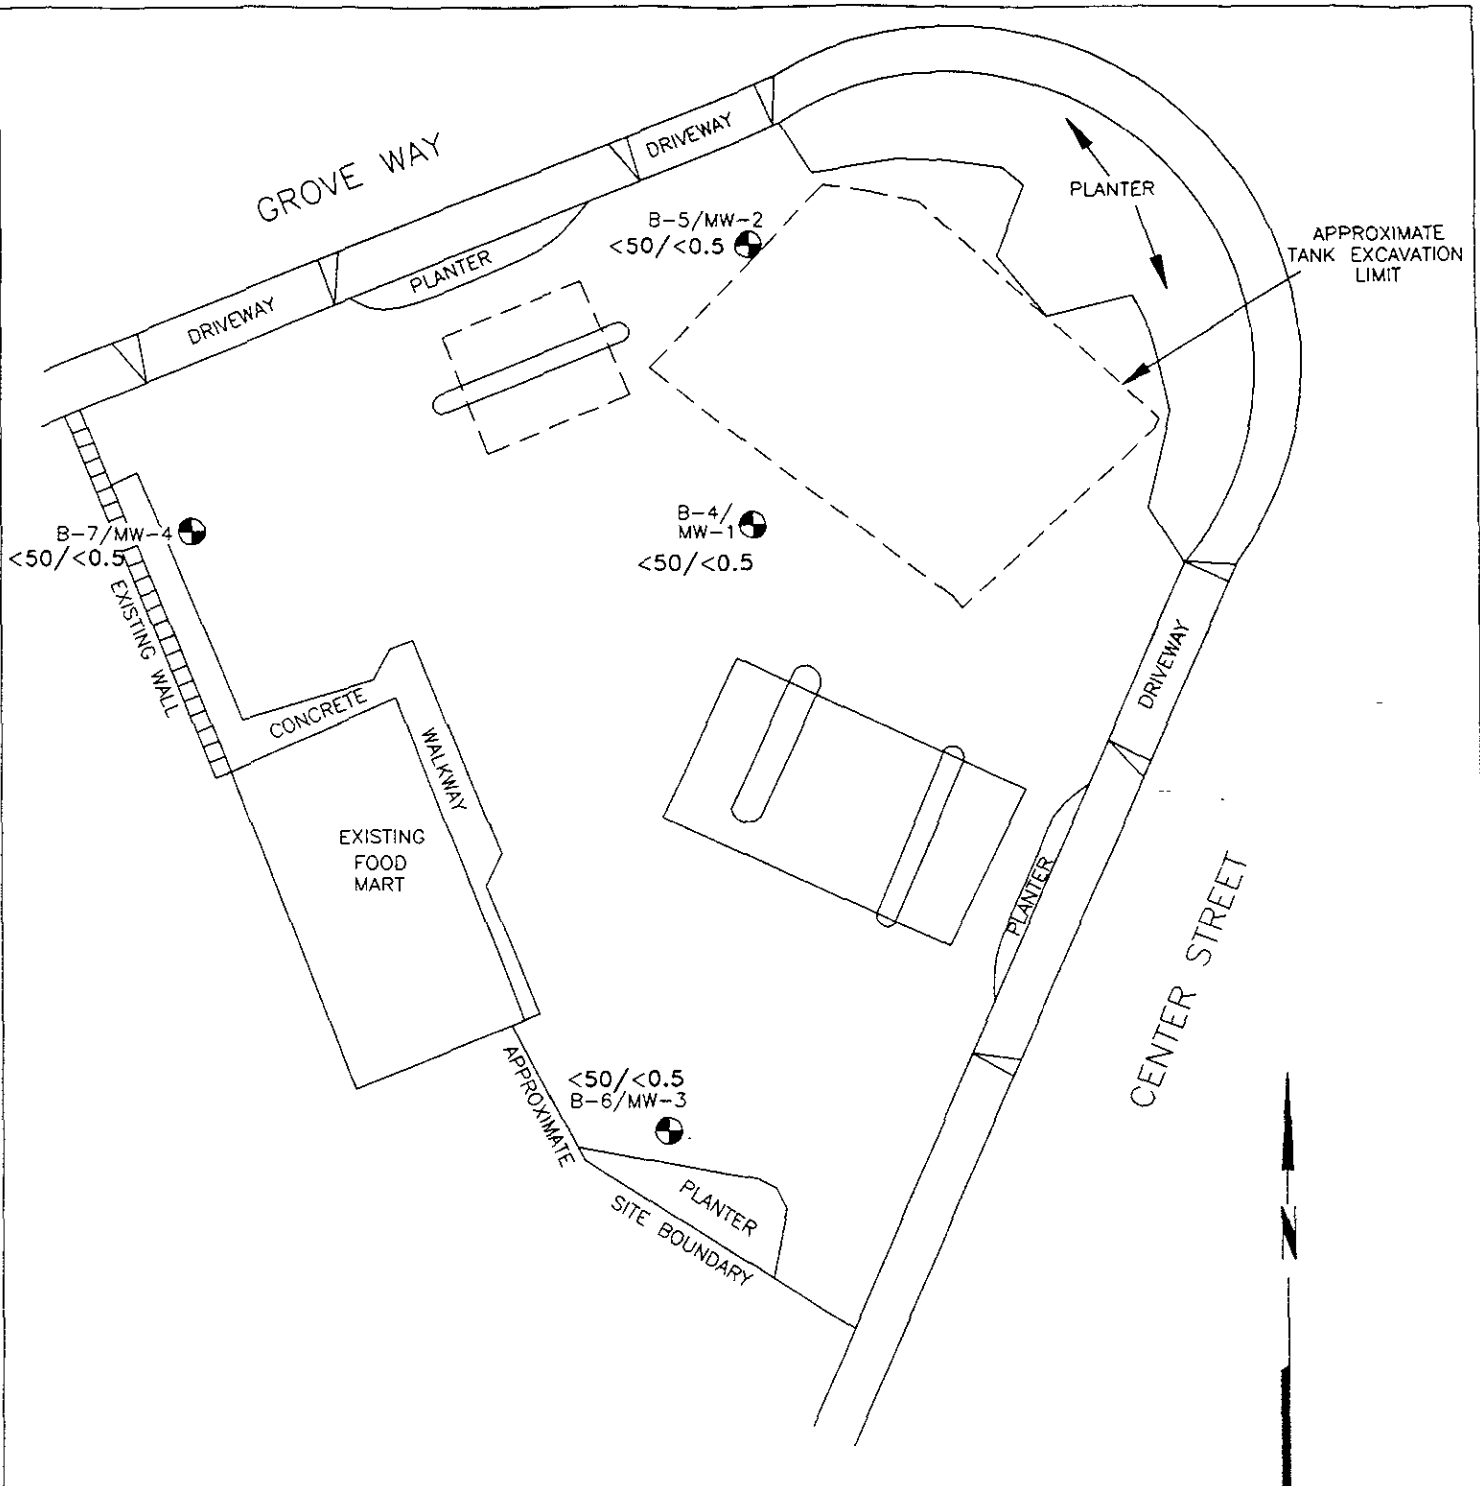 GROVE WAY
DRIVEWAY
PLANTER
B-5/MW-2
<50/<0.5
APPROXIMATE
TANK EXCAVATION
LIMIT
PLANTER
DRIVEWAY
B-7/MW-4
<50/<0.5
B-4/
MW-1
<50/<0.5
EXISTING WALL
CONCRETE
WALKWAY
DRIVEWAY
EXISTING
FOOD
MART
PLANTER
CENTER STREET
<50/<0.5
B-6/MW-3
APPROXIMATE
SITE BOUNDARY
PLANTER
N